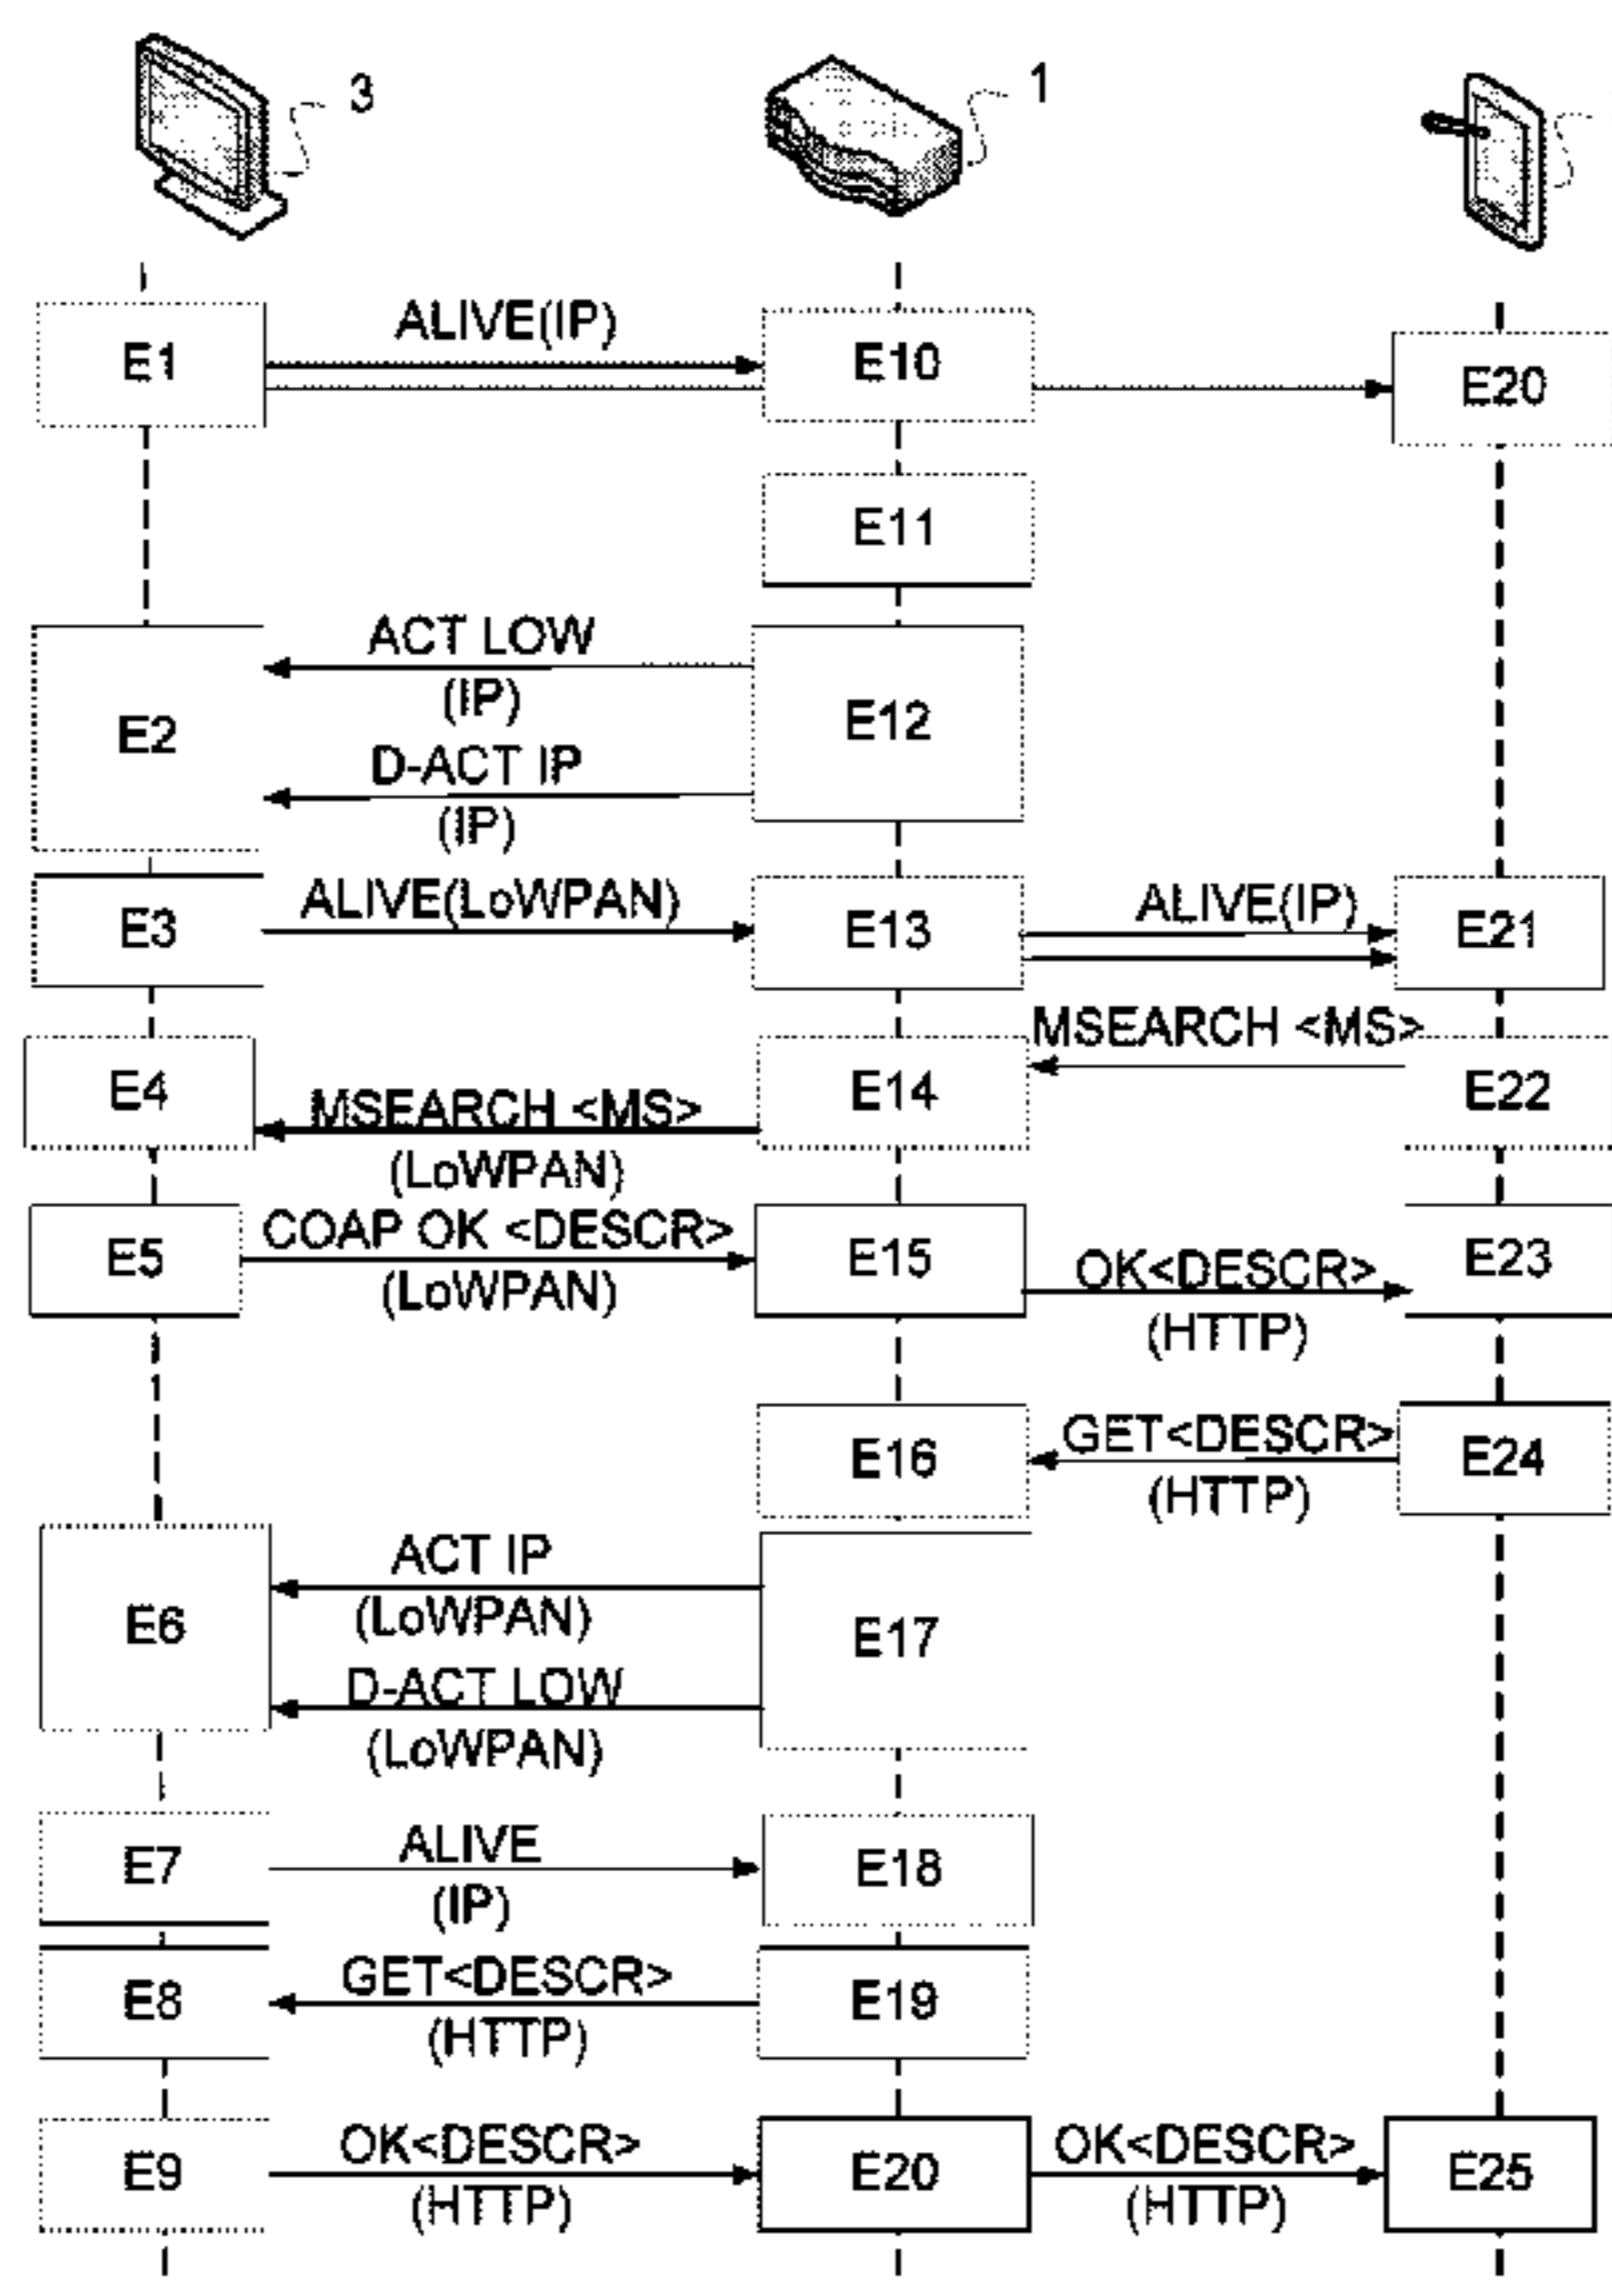 3
1
ALIVE(IP)
E1
E10
E20
E11
ACT LOW
(IP)
E2
E12
D-ACT IP
(IP)
ALIVE(LoWPAN)
ALIVE(IP)
E3
E13
E21
MSEARCH <MS>
E4
E14
E22
MSEARCH <MS>
(LoWPAN)
COAP OK <DESCR>
E5
E15
E23
(LoWPAN)
OK<DESCR>
(HTTP)
GET<DESCR>
E16
E24
(HTTP)
ACT IP
(LoWPAN)
E6
E17
D-ACT LOW
(LoWPAN)
ALIVE
E7
E18
(IP)
GET<DESCR>
E8
E19
(HTTP)
OK<DESCR>
OK<DESCR>
E9
E20
E25
(HTTP)
(HTTP)